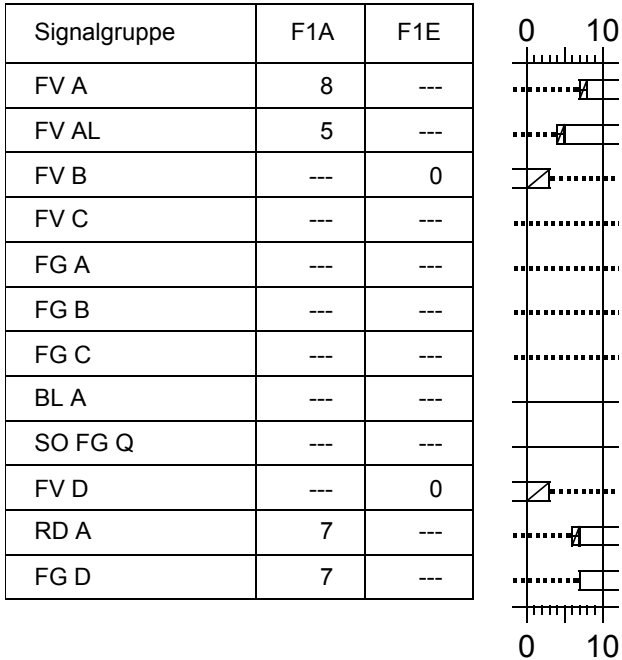 Signalgruppe F1A F1E 0 10
FV A 8 ---
FV AL 5 ---
FV B --- 0
FV C --- ---
FG A --- ---
FG B --- ---
FG C --- ---
BL A --- ---
SO FG Q --- ---
FV D --- 0
RD A 7 ---
FG D 7 ---
0 10